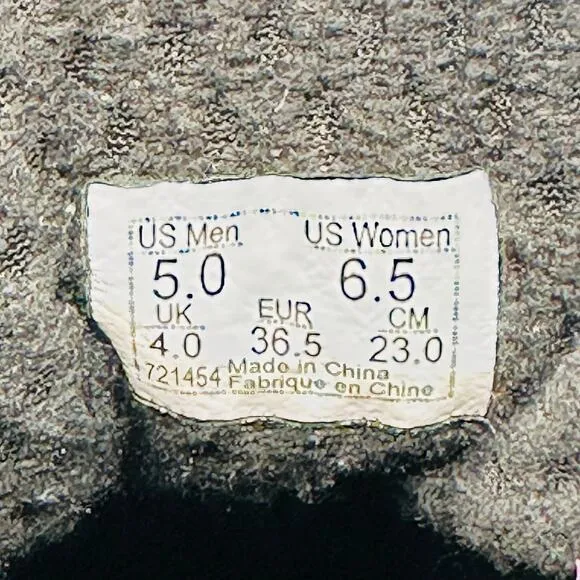 US Men US Women
5.0 6.5
UK EUR CM
4.0 36.5 23.0
721454 Made in China
Fabrique en Chine